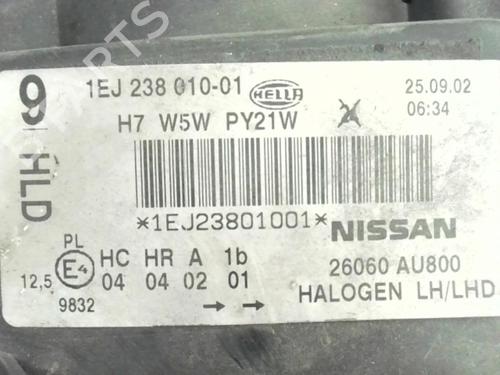 PARTS
1EJ 238 010-01 HELLA 25.09.02
H7 W5W PY21W 06:34
9 HLD
*1EJ23801001* NISSAN
PL HC HR A 1b 26060 AU800
12,5 E4 04 04 02 01 HALOGEN LH/LHD
9832 → →